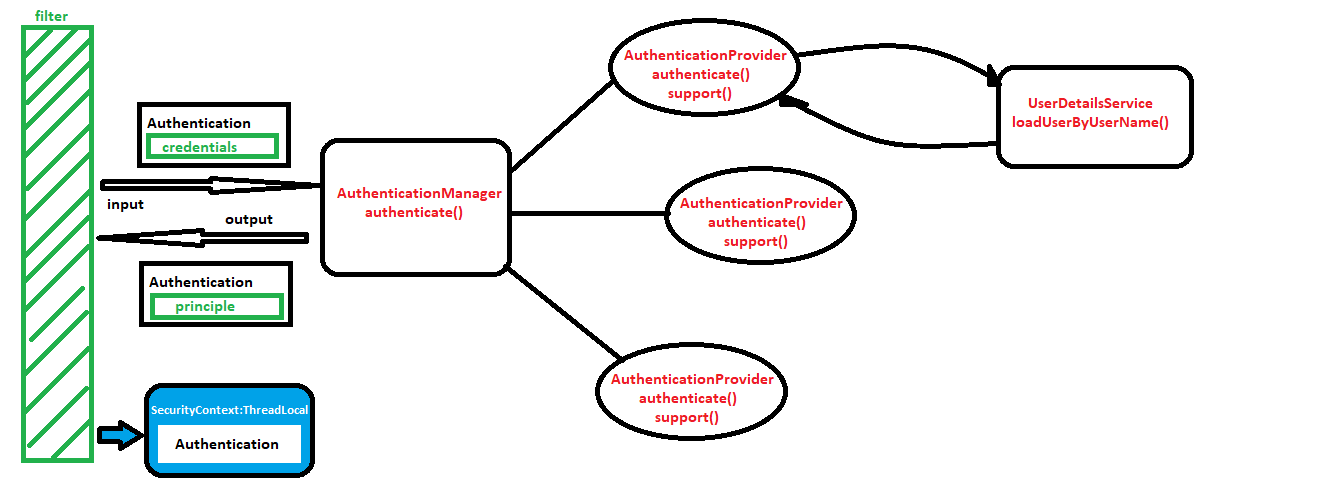 filter
Authentication
credentials
input
output
Authentication
principle
SecurityContext:ThreadLocal
Authentication
AuthenticationManager
authenticate()
AuthenticationProvider
authenticate()
support()
AuthenticationProvider
authenticate()
support()
AuthenticationProvider
authenticate()
support()
UserDetailsService
loadUserByUserName()